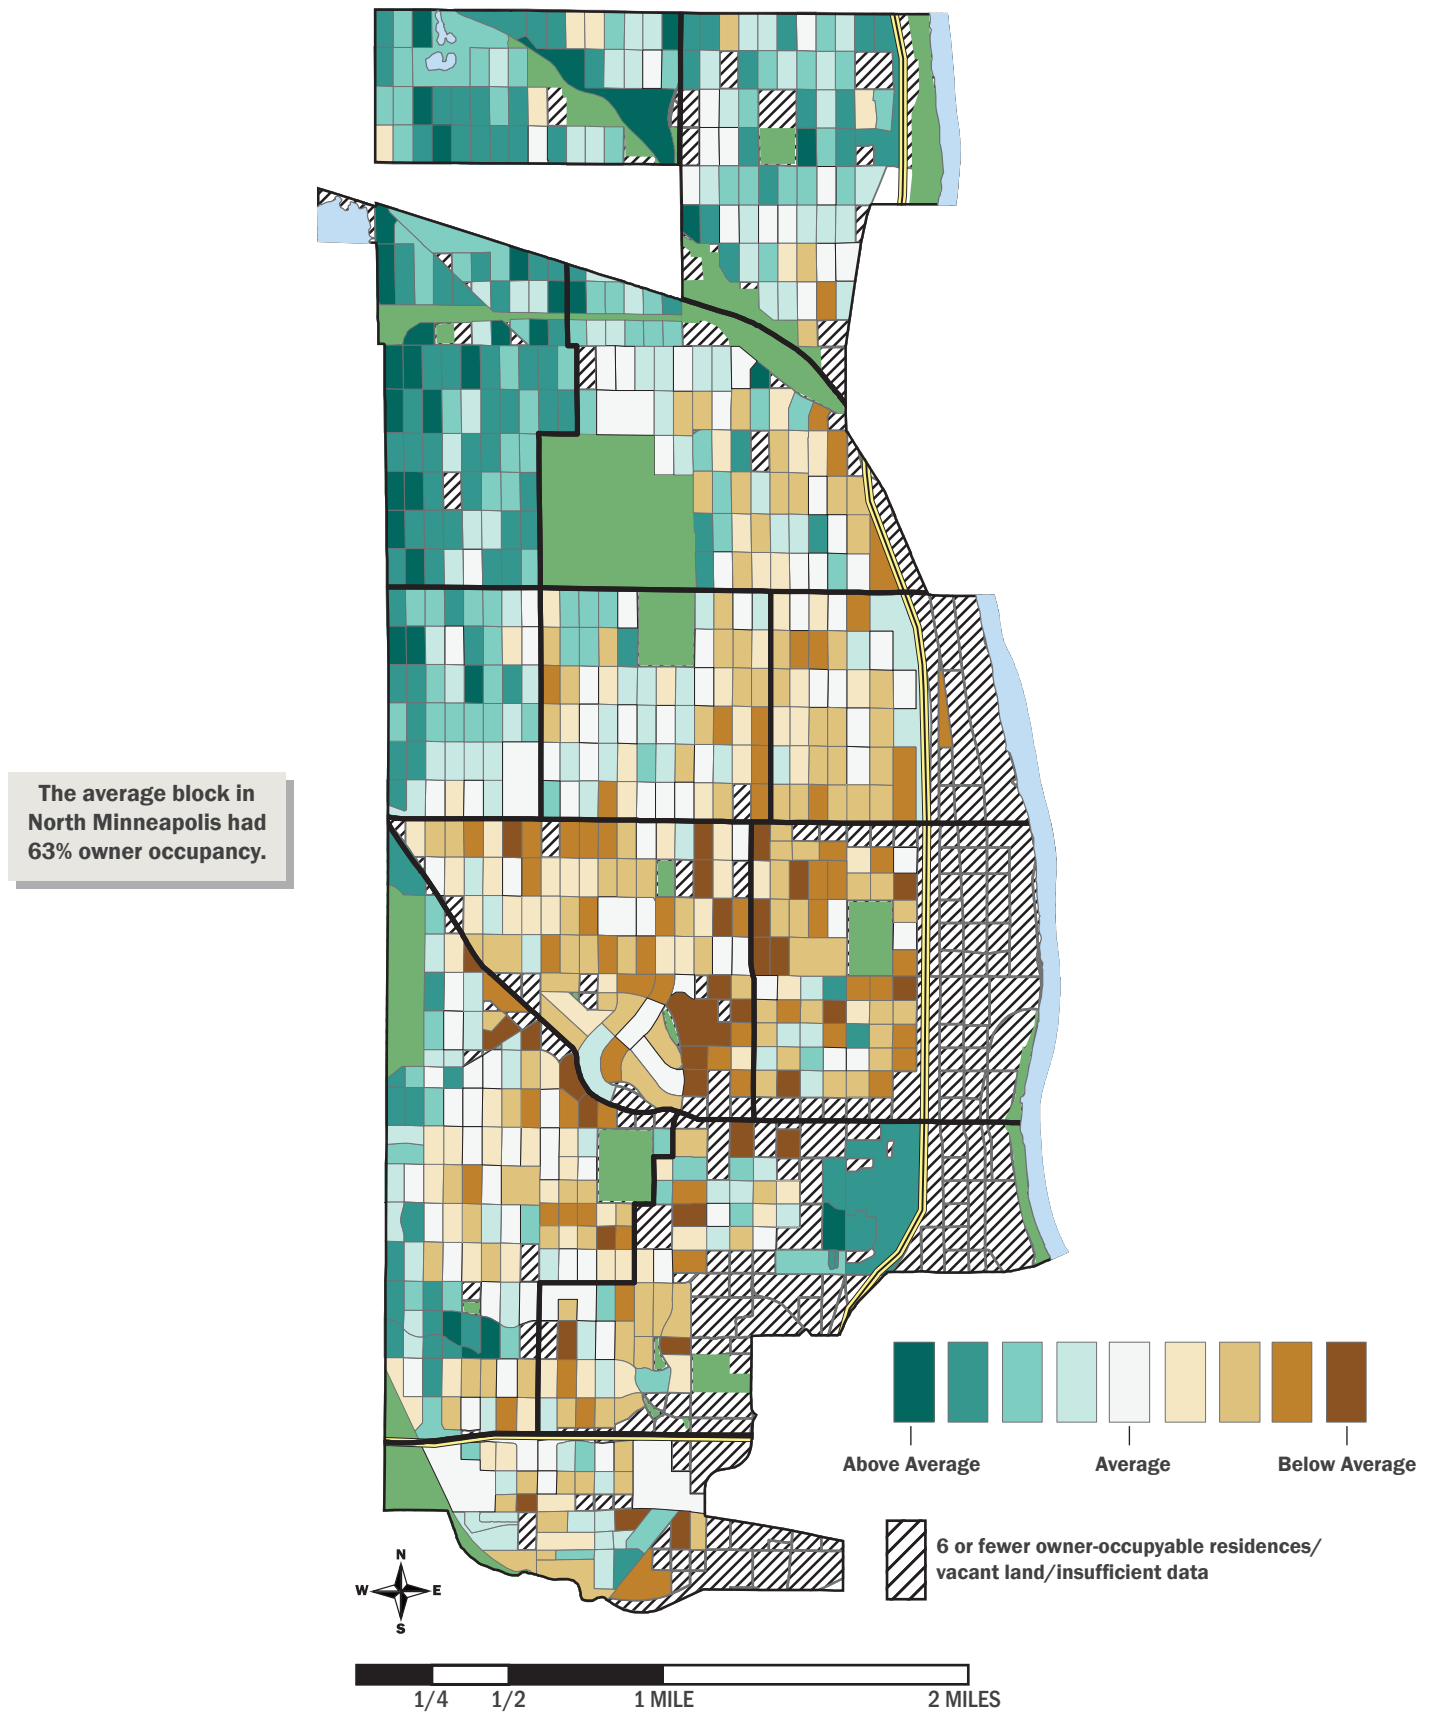 The average block in
North Minneapolis had
63% owner occupancy.
Above Average
Average
Below Average
6 or fewer owner-occupyable residences/
vacant land/insufficient data
N
W
E
S
1/4
1/2
1 MILE
2 MILES